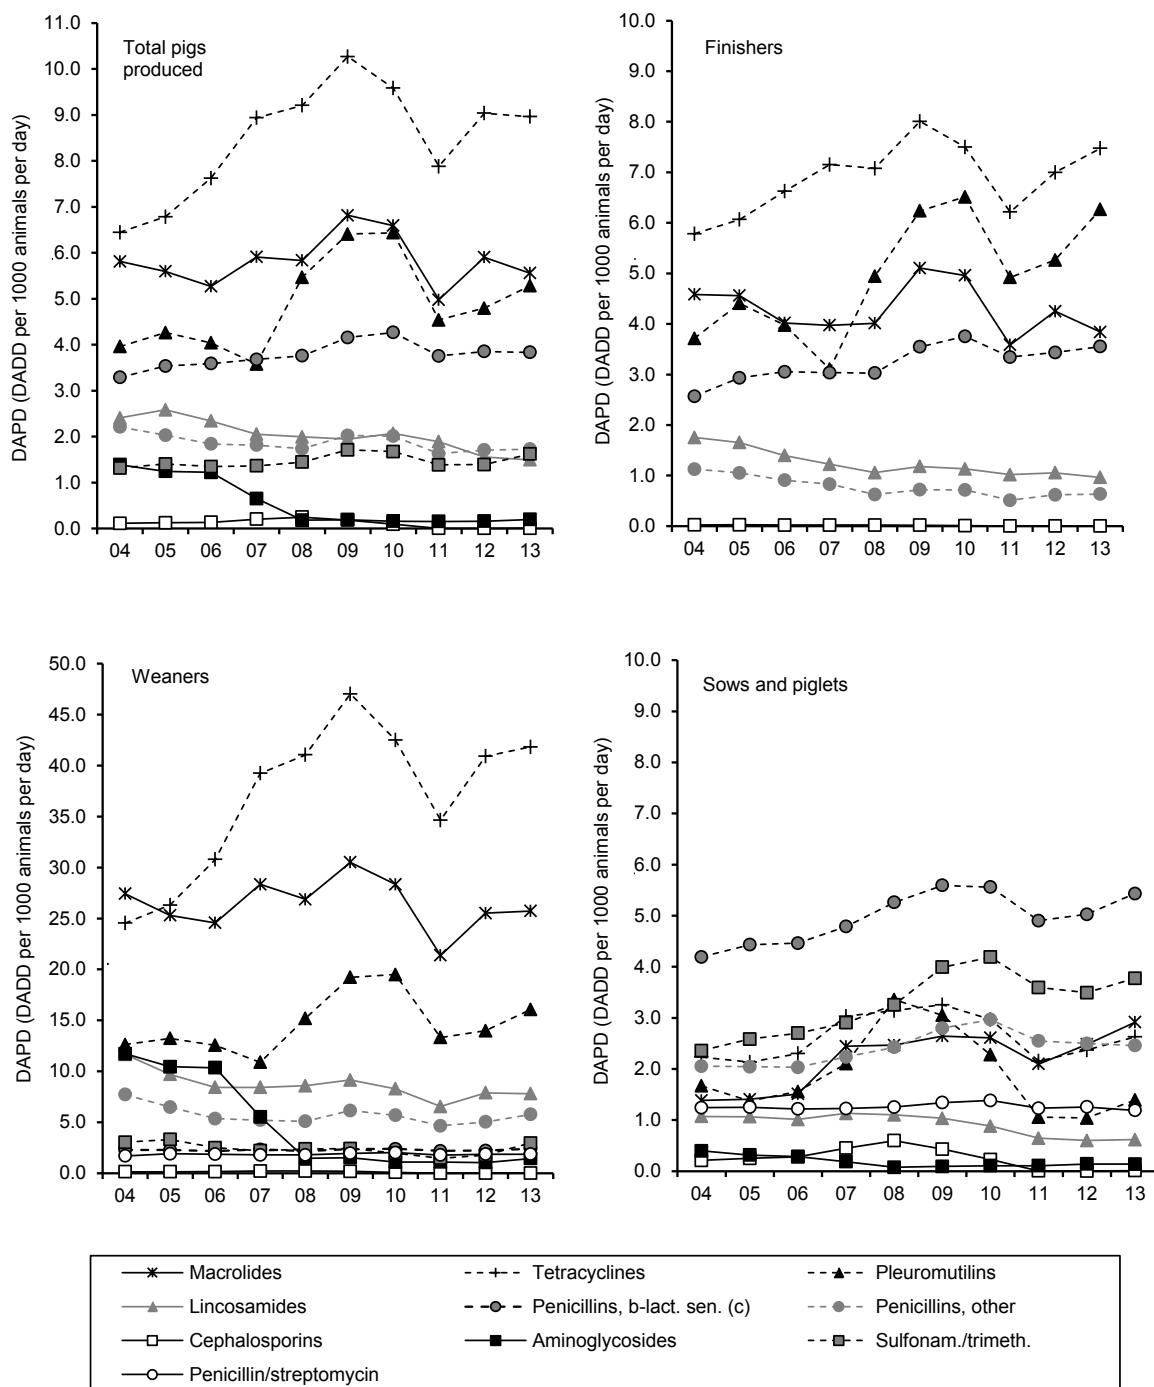 Total pigs
produced
DAPD (DADD per 1000 animals per day)
11.0
10.0
9.0
8.0
7.0
6.0
5.0
4.0
3.0
2.0
1.0
0.0
04 05 06 07 08 09 10 11 12 13
Finishers
DAPD (DADD per 1000 animals per day)
10.0
9.0
8.0
7.0
6.0
5.0
4.0
3.0
2.0
1.0
0.0
04 05 06 07 08 09 10 11 12 13
Weaners
DAPD (DADD per 1000 animals per day)
50.0
45.0
40.0
35.0
30.0
25.0
20.0
15.0
10.0
5.0
0.0
04 05 06 07 08 09 10 11 12 13
Sows and piglets
DAPD (DADD per 1000 animals per day)
10.0
9.0
8.0
7.0
6.0
5.0
4.0
3.0
2.0
1.0
0.0
04 05 06 07 08 09 10 11 12 13
Macrolides Tetracyclines Pleuromutilins
Lincosamides Penicillins, b-lact. sen. (c) Penicillins, other
Cephalosporins Aminoglycosides Sulfonam./trimeth.
Penicillin/streptomycin